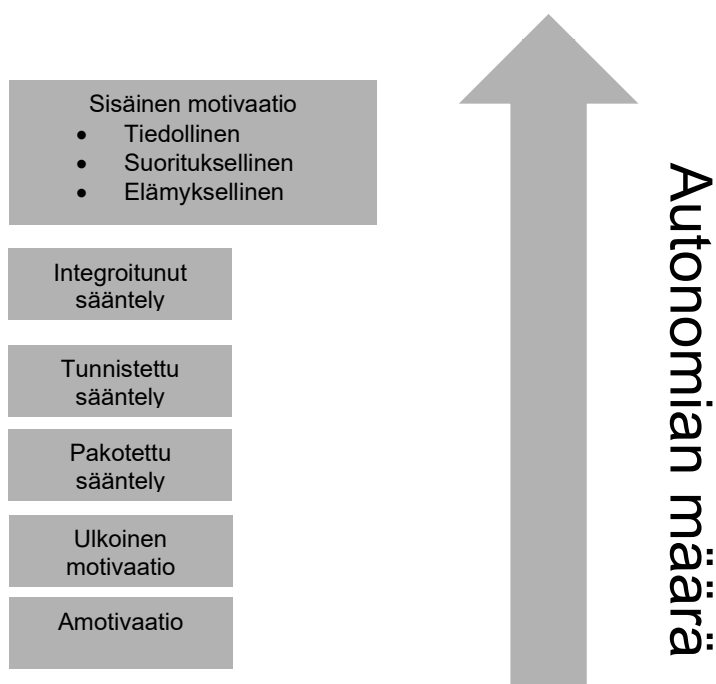 Sisäinen motivaatio
• Tiedollinen
• Suorituksellinen
• Elämyksellinen
Integroitunut
sääntely
Tunnistettu
sääntely
Pakotettu
sääntely
Ulkoinen
motivaatio
Amotivaatio
Autonomian määrä